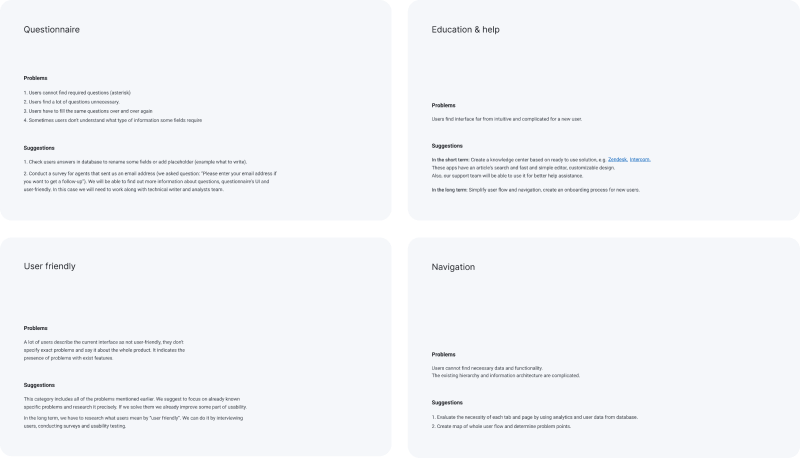 Questionnaire
Problems
1. Users cannot find required questions (asterisk)
2. Users find a lot of questions unnecessary.
3. Users have to fill the same questions over and over again
4. Sometimes users don't understand what type of information some fields require
Suggestions
1. Check users answers in database to rename some fields or add placeholder (example what to write).
2. Conduct a survey for agents that sent us an email address (we asked question: "Please enter your email address if
you want to get a follow up"). We will be able to find out more information about questions, questionnaire's UI and
user-friendly. In this case we will need to work along with technical writer and analysts team.
Education & help
Problems
Users find interface far from intuitive and complicated for a new user.
Suggestions
In the short term: Create a knowledge center based on ready to use solution, e.g. Zendesk, Intercom.
These apps have an article's search and fast and simple editor, customizable design.
Also, our support team will be able to use it for better help assistance.
In the long term: Simplify user flow and navigation, create an onboarding process for new users.
User friendly
Problems
A lot of users describe the current interface as not user-friendly, they don't
specify exact problems and say it about the whole product. It indicates the
presence of problems with exist features.
Suggestions
This category includes all of the problems mentioned earlier. We suggest to focus on already known
specific problems and research it precisely. If we solve them we already improve some part of usability.
In the long term, we have to research what users mean by "user friendly". We can do it by interviewing
users, conducting surveys and usability testing.
Navigation
Problems
Users cannot find necessary data and functionality.
The existing hierarchy and information architecture are complicated.
Suggestions
1. Evaluate the necessity of each tab and page by using analytics and user data from database.
2. Create map of whole user flow and determine problem points.